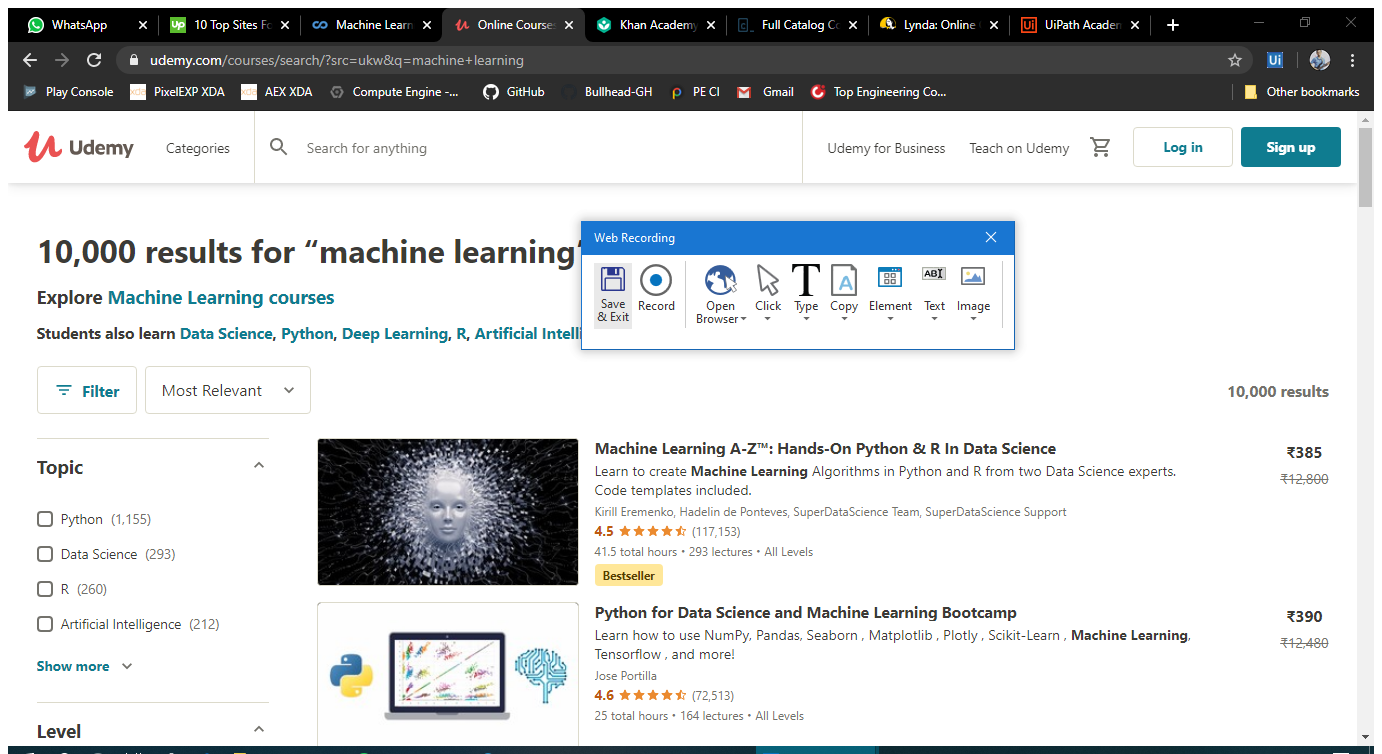 WhatsApp
10 Top Sites Fo
Machine Learn
Online Courses
Khan Academy
Full Catalog Co
Lynda: Online
UiPath Academ
udemy.com/courses/search/?src=ukw&q=machine+learning
Play Console
PixelEXP XDA
AEX XDA
Compute Engine -...
GitHub
Bullhead-GH
PE CI
Gmail
Top Engineering Co...
Other bookmarks
Udemy
Categories
Search for anything
Udemy for Business
Teach on Udemy
Log in
Sign up
10,000 results for “machine learning”
Explore Machine Learning courses
Students also learn Data Science, Python, Deep Learning, R, Artificial Intelli
Web Recording
Save & Exit
Record
Open Browser
Click
Type
Copy
Element
Text
Image
Filter
Most Relevant
10,000 results
Topic
Python (1,155)
Data Science (293)
R (260)
Artificial Intelligence (212)
Show more
Level
Machine Learning A-Z™: Hands-On Python & R In Data Science
₹385
Learn to create Machine Learning Algorithms in Python and R from two Data Science experts.
₹12,800
Code templates included.
Kirill Eremenko, Hadelin de Ponteves, SuperDataScience Team, SuperDataScience Support
4.5 (117,153)
41.5 total hours • 293 lectures • All Levels
Bestseller
Python for Data Science and Machine Learning Bootcamp
₹390
Learn how to use NumPy, Pandas, Seaborn , Matplotlib , Plotly , Scikit-Learn , Machine Learning,
₹12,480
Tensorflow , and more!
Jose Portilla
4.6 (72,513)
25 total hours • 164 lectures • All Levels